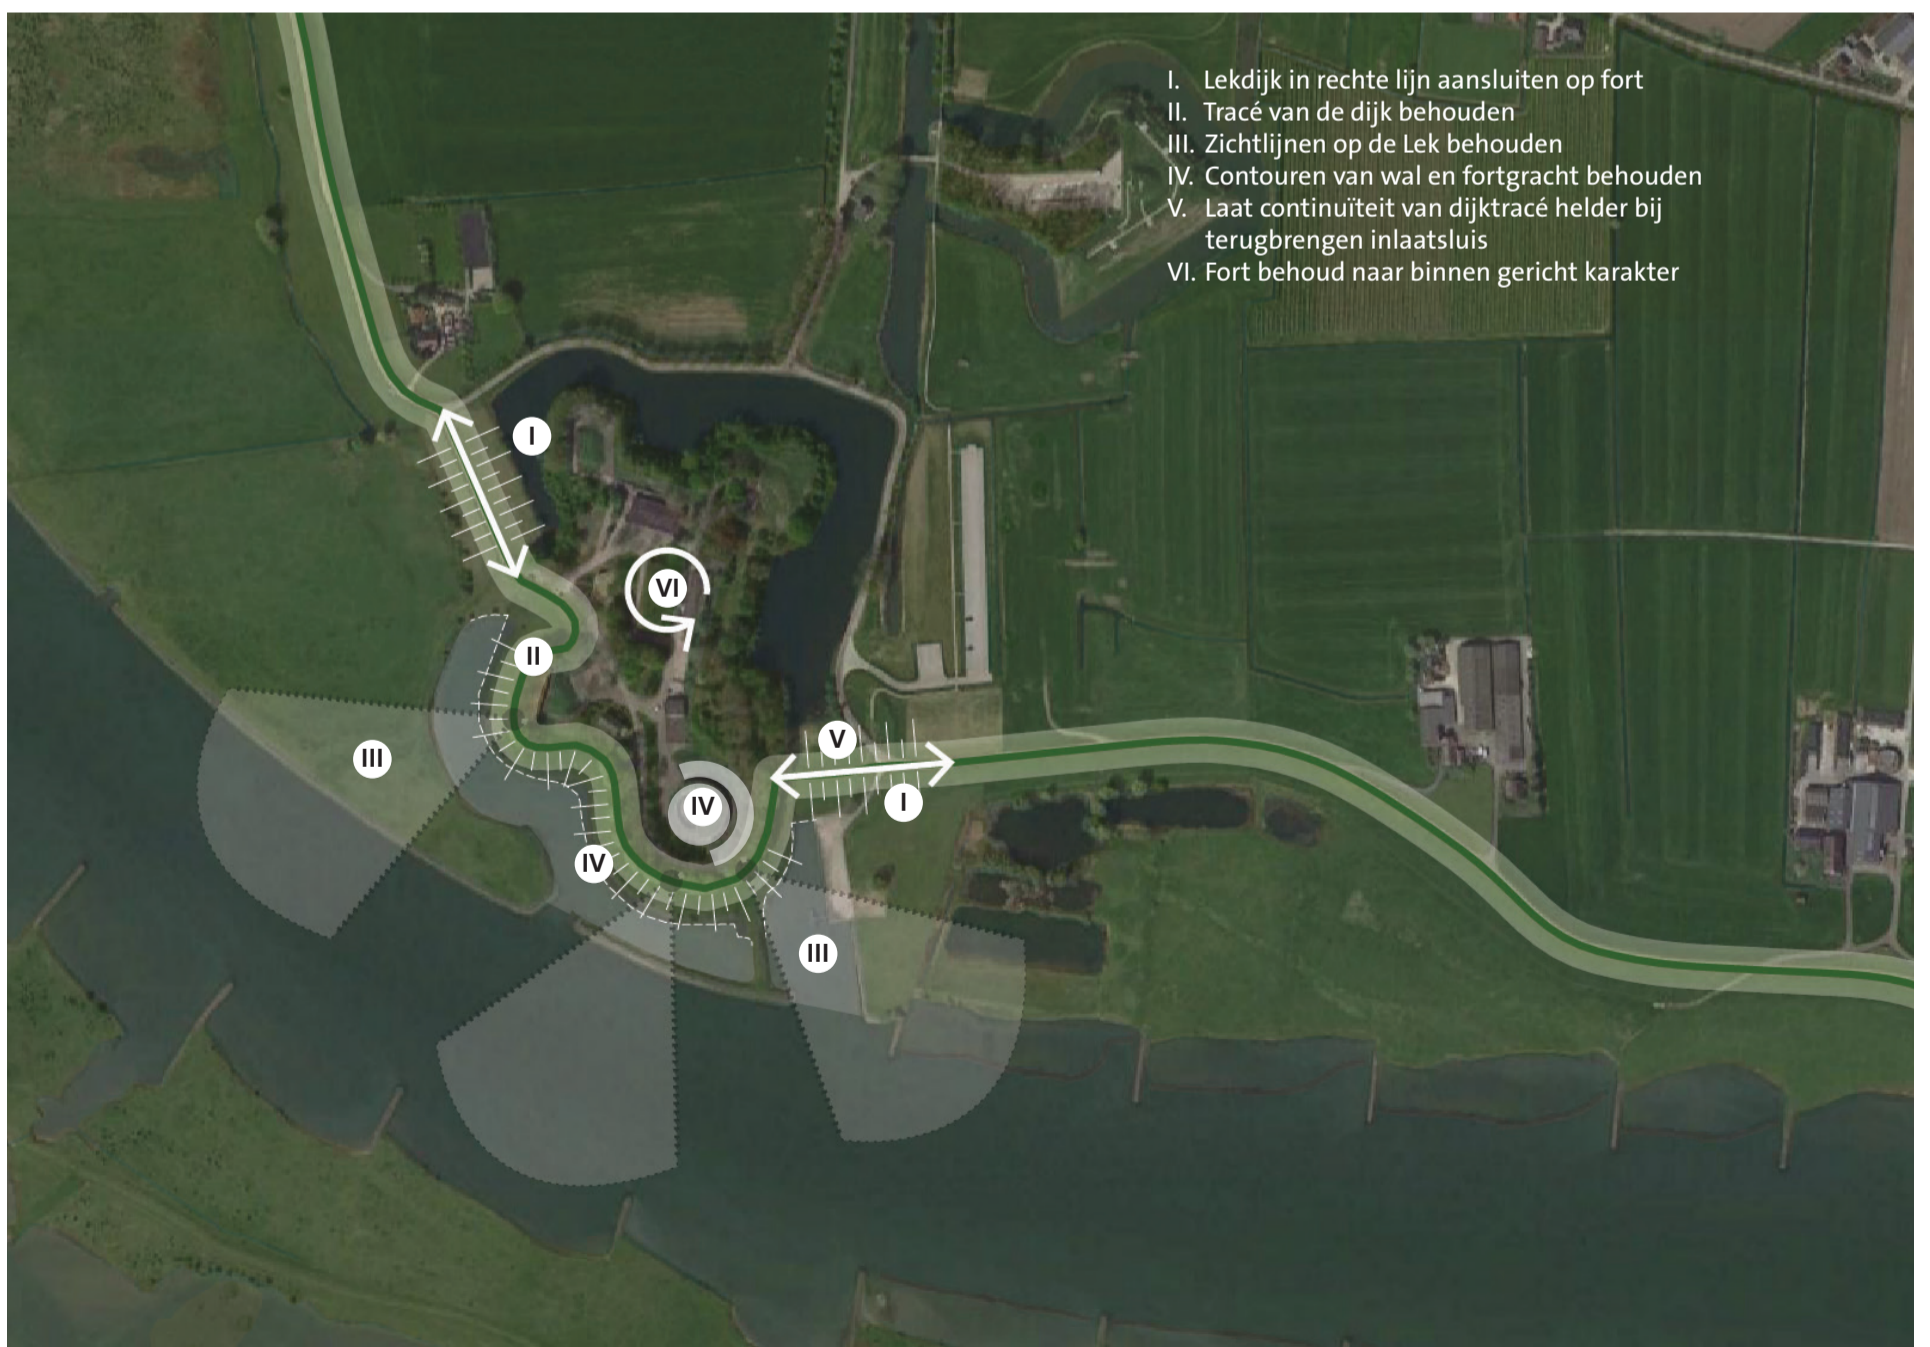 I. Lekdijk in rechte lijn aansluiten op fort
II. Tracé van de dijk behouden
III. Zichtlijnen op de Lek behouden
IV. Contouren van wal en fortgracht behouden
V. Laat continuïteit van dijktracé helder bij
terugbrengen inlaatsluis
VI. Fort behoud naar binnen gericht karakter
I
VI
II
V
III
I
IV
IV
III